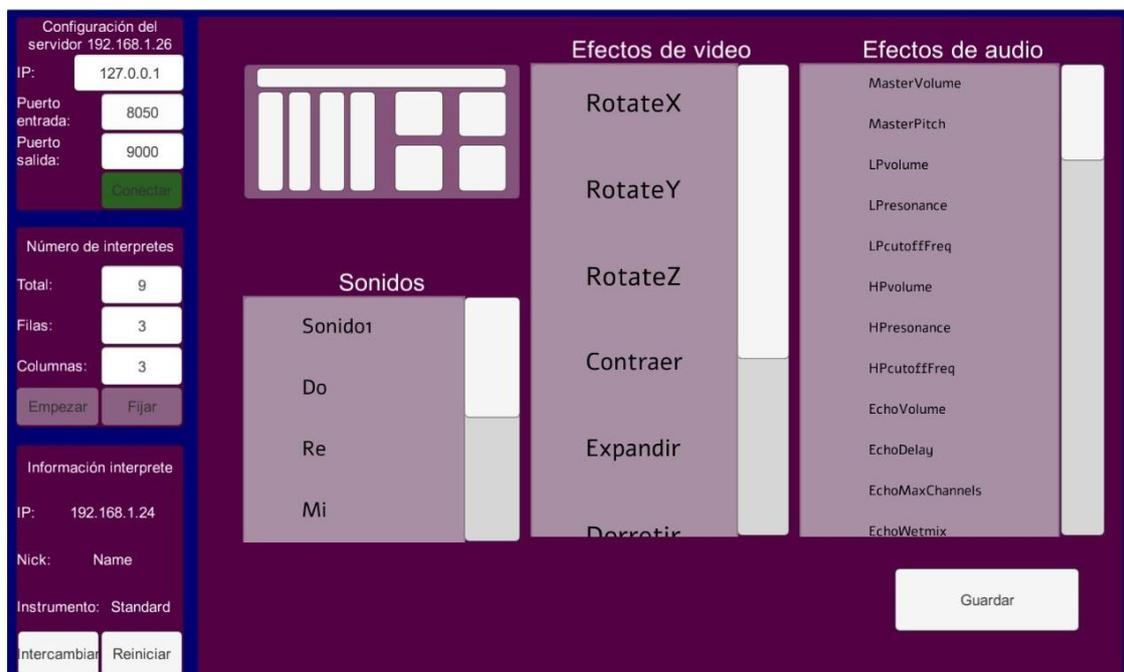 Configuración del
servidor 192.168.1.26
IP: 127.0.0.1
Puerto
entrada: 8050
Puerto
salida: 9000
Conectar
Número de interpretes
Total: 9
Filas: 3
Columnas: 3
Empezar Fijar
Información interprete
IP: 192.168.1.24
Nick: Name
Instrumento: Standard
Intercambiar Reiniciar
Sonidos
Sonido1
Do
Re
Mi
Efectos de video
RotateX
RotateY
RotateZ
Contraer
Expandir
Derretir
Efectos de audio
MasterVolume
MasterPitch
LPvolume
LPresonance
LPcutoffFreq
HPvolume
HPresonance
HPcutoffFreq
EchoVolume
EchoDelay
EchoMaxChannels
EchoWetmix
Guardar